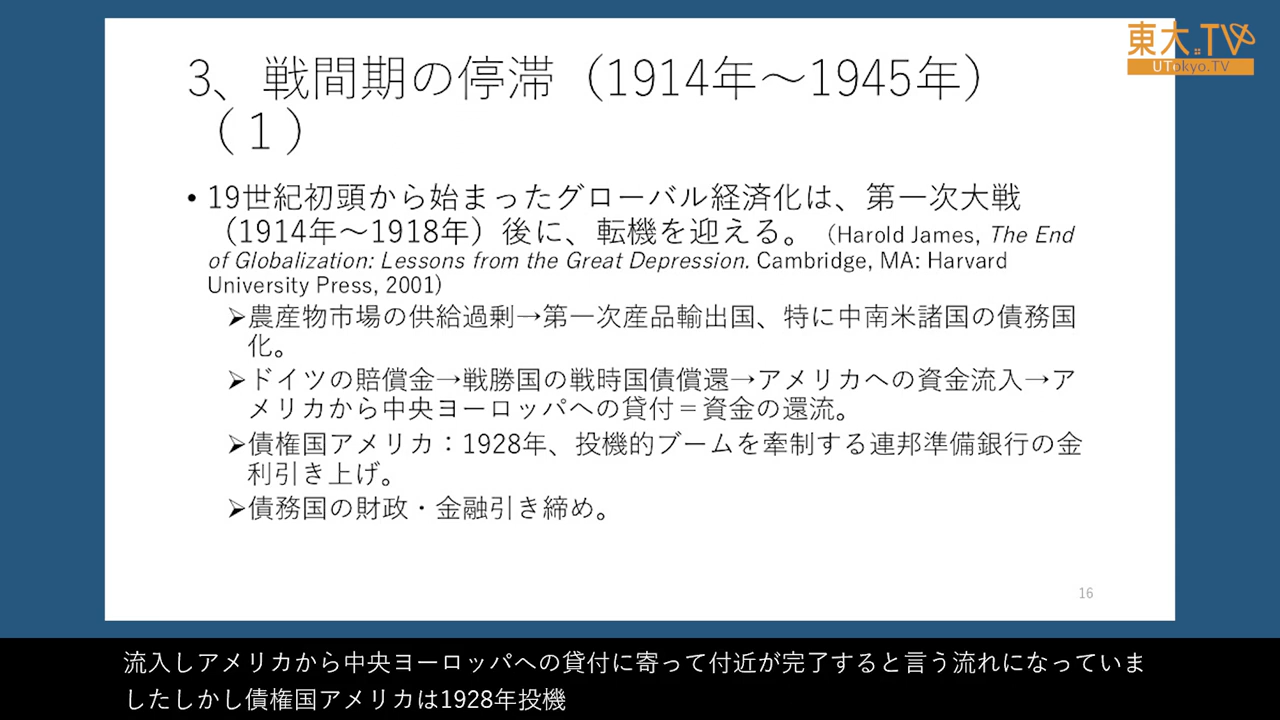 東大.TV
UTokyo.TV
3、戦間期の停滞（1914年～1945年）
（1）
• 19世紀初頭から始まったグローバル経済化は、第一次大戦
（1914年～1918年）後に、転機を迎える。（Harold James, The End
of Globalization: Lessons from the Great Depression. Cambridge, MA: Harvard
University Press, 2001）
➢農産物市場の供給過剰→第一次産品輸出国、特に中南米諸国の債務国
化。
➢ドイツの賠償金→戦勝国の戦時国債償還→アメリカへの資金流入→ア
メリカから中央ヨーロッパへの貸付＝資金の還流。
➢債権国アメリカ：1928年、投機的ブームを牽制する連邦準備銀行の金
利引き上げ。
➢債務国の財政・金融引き締め。
16
流入しアメリカから中央ヨーロッパへの貸付に寄って付近が完了すると言う流れになっていま
したしかし債権国アメリカは1928年投機